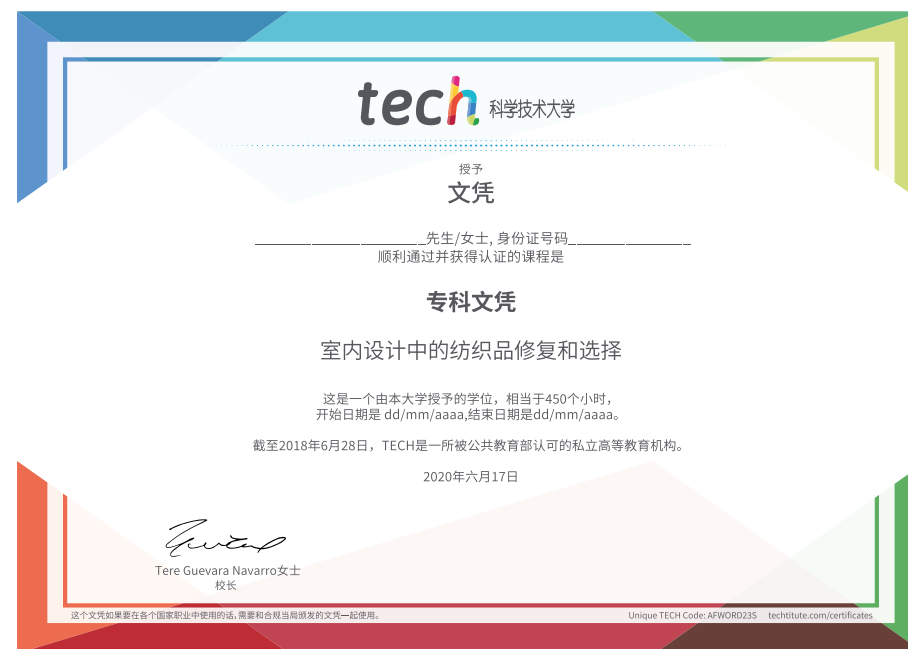 tech 科学技术大学
授予
文凭
________________________先生/女士, 身份证号码_________________
顺利通过并获得认证的课程是
专科文凭
室内设计中的纺织品修复和选择
这是一个由本大学授予的学位，相当于450个小时，
开始日期是 dd/mm/aaaa,结束日期是dd/mm/aaaa。
截至2018年6月28日，TECH是一所被公共教育部认可的私立高等教育机构。
2020年六月17日
Tere Guevara Navarro女士
校长
这个文凭如果要在各个国家职业中使用的话,需要和合规当局颁发的文凭一起使用。
Unique TECH Code: AFWORD23S techtitute.com/certificates